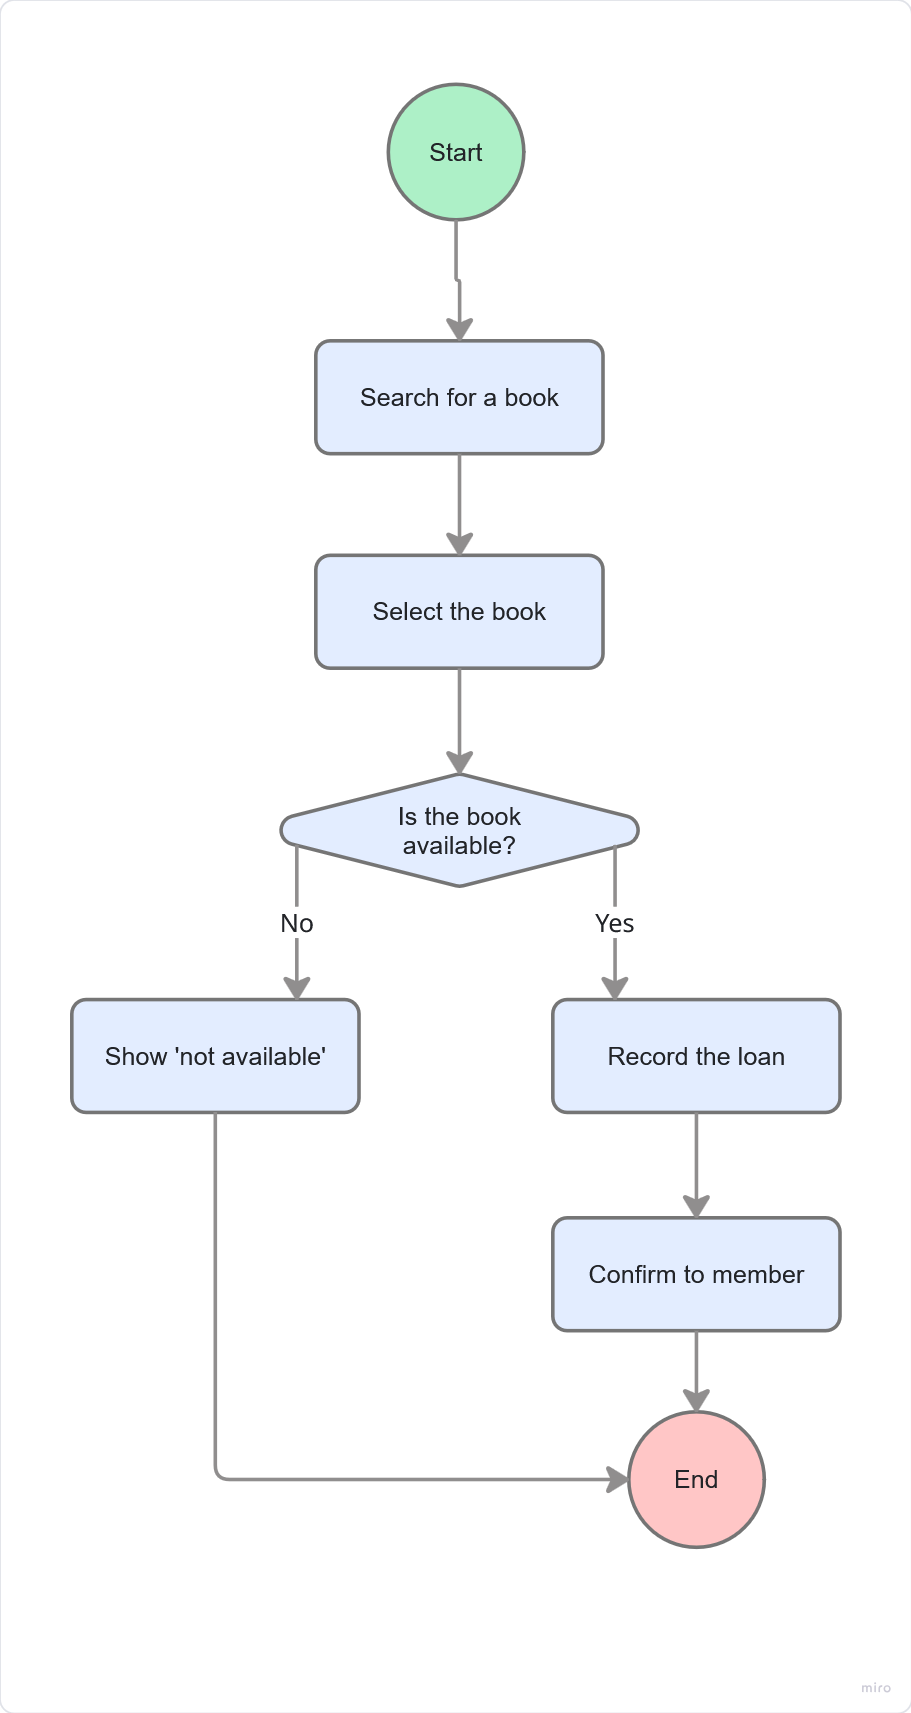 Start
Search for a book
Select the book
Is the book
available?
No
Yes
Show 'not available'
Record the loan
Confirm to member
End
miro